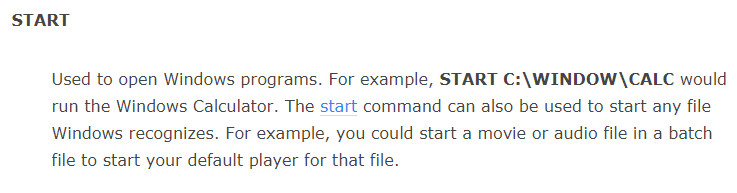 START
Used to open Windows programs. For example, START C:\WINDOW\CALC would
run the Windows Calculator. The start command can also be used to start any file
Windows recognizes. For example, you could start a movie or audio file in a batch
file to start your default player for that file.